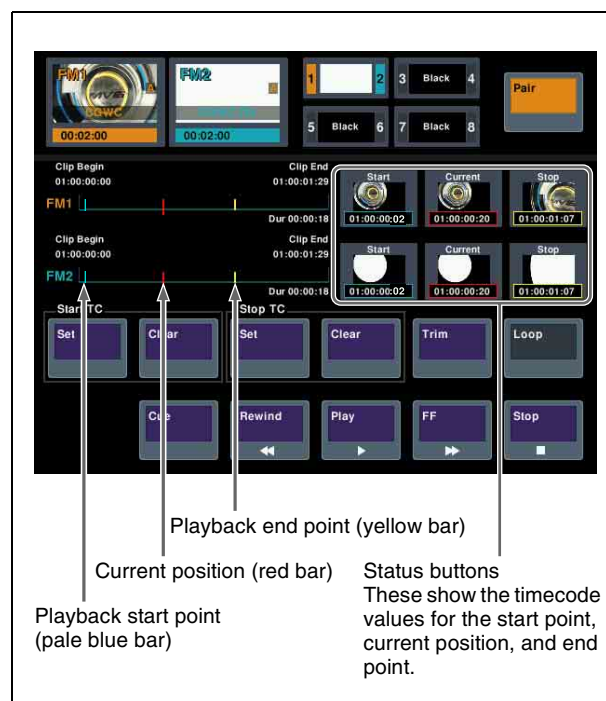 FM1
MVS
00:02:00
FM2
00:02:00
1 2
3 Black 4
5 Black 6
7 Black 8
Pair
Clip Begin
01:00:00:00
Clip End
01:00:01:29
FM1
Dur 00:00:18
Start
01:00:00:02
Current
01:00:00:20
Stop
01:00:01:07
Clip Begin
01:00:00:00
Clip End
01:00:01:29
FM2
Dur 00:00:18
Start
01:00:00:02
Current
01:00:00:20
Stop
01:00:01:07
Start TC
Stop TC
Set
Clear
Set
Clear
Trim
Loop
Cue
Rewind
Play
FF
Stop
Playback end point (yellow bar)
Current position (red bar)
Playback start point
(pale blue bar)
Status buttons
These show the timecode
values for the start point,
current position, and end
point.